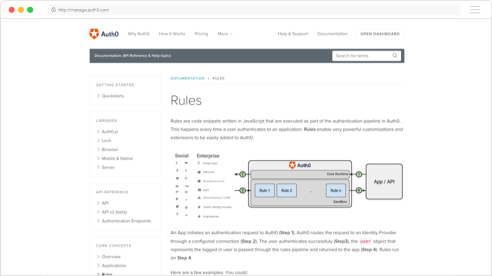 http://manage.auth0.com
Auth0 Why Auth0 How It Works Pricing More Help & Support Documentation OPEN DASHBOARD
Documentation, API Reference & Help topics
Search for terms
GETTING STARTED
Quickstarts
LIBRARIES
Auth0.js
Lock
Browser
Mobile & Native
Server
API REFERENCE
API
API v2 (beta)
Authentication Endpoints
CORE CONCEPTS
Overview
Applications
DOCUMENTATION > RULES
Rules
Rules are code snippets written in JavaScript that are executed as part of the authentication pipeline in Auth0.
This happens every time a user authenticates to an application. Rules enable very powerful customizations and
extensions to be easily added to Auth0.
Social Enterprise
Auth0
Core Runtime
Rule 1 Rule 2 ... Rule n
Sandbox
App / API
An App initiates an authentication request to Auth0 (Step 1), Auth0 routes the request to an Identity Provider
through a configured connection (Step 2). The user authenticates successfuly (Step3), the user object that
represents the logged in user is passed through the rules pipeline and returned to the app (Step 4). Rules run
on Step 4.
Here are a few examples. You could: